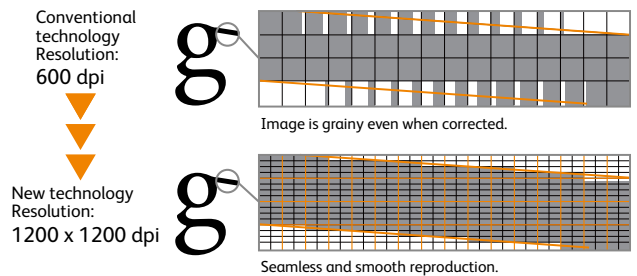 Conventional
technology
Resolution:
600 dpi
g
Image is grainy even when corrected.
New technology
Resolution:
1200 x 1200 dpi
g
Seamless and smooth reproduction.